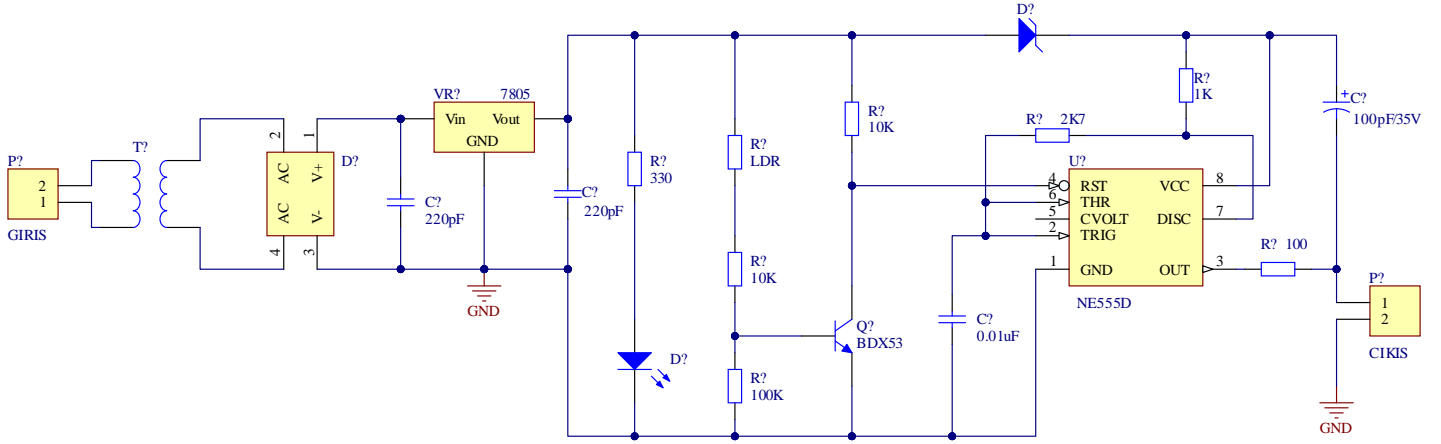 P?
2
1
GIRIS
T?
2
1
AC
V+
AC
V-
4
3
D?
VR?
7805
Vin
Vout
GND
C?
220pF
GND
C?
220pF
R?
330
D?
R?
LDR
R?
10K
R?
100K
R?
10K
Q?
BDX53
C?
0.01uF
D?
R?
1K
R?
2K7
U?
4
RST
6
THR
5
CVOLT
2
TRIG
1
GND
VCC
8
DISC
7
OUT
3
NE555D
R?
100
C?
+
100pF/35V
P?
1
2
CIKIS
GND